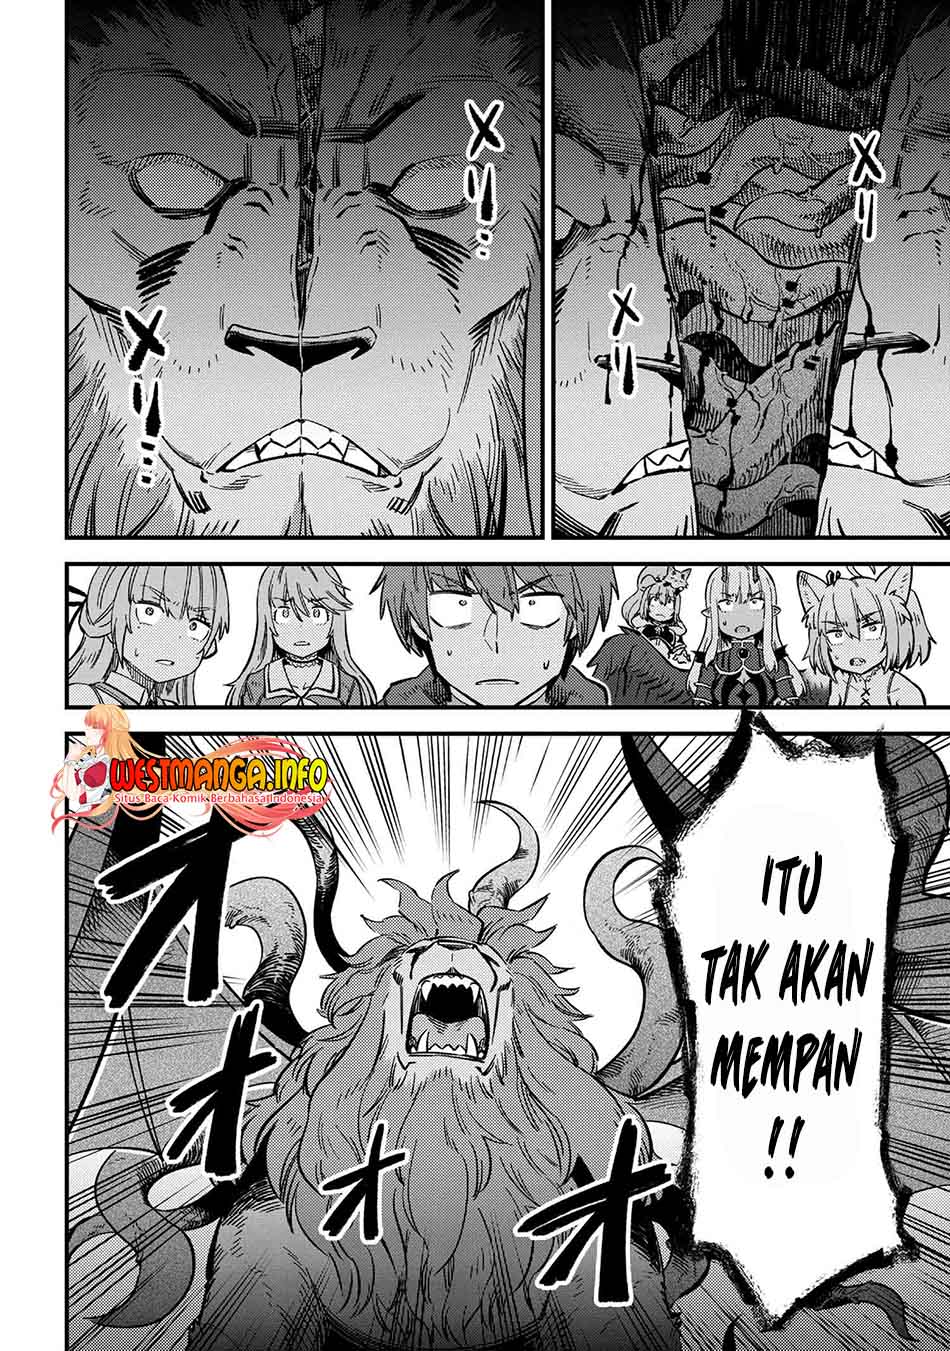 メリ…
メリ
メリ
メリ…
WESTMANGA.INFO
Situs Baca Komik Berbahasa Indonesia
ITU
TAK AKAN
MEMPAN
!!
オオオオ